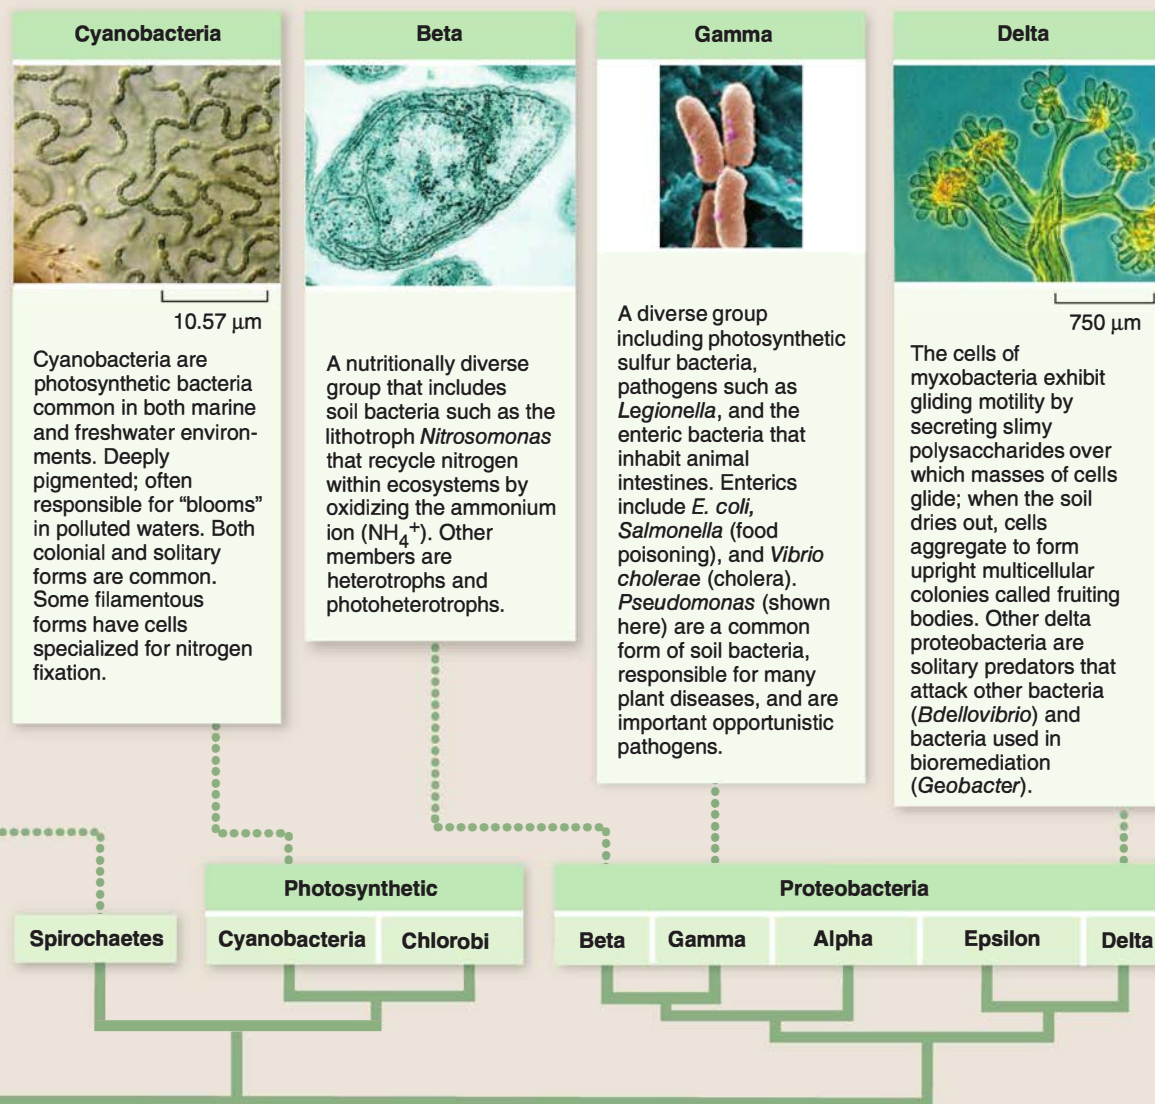 Cyanobacteria
10.57 μm
Cyanobacteria are
photosynthetic bacteria
common in both marine
and freshwater environ-
ments. Deeply
pigmented; often
responsible for “blooms”
in polluted waters. Both
colonial and solitary
forms are common.
Some filamentous
forms have cells
specialized for nitrogen
fixation.
Beta
A nutritionally diverse
group that includes
soil bacteria such as the
lithotroph Nitrosomonas
that recycle nitrogen
within ecosystems by
oxidizing the ammonium
ion (NH₄⁺). Other
members are
heterotrophs and
photoheterotrophs.
Gamma
A diverse group
including photosynthetic
sulfur bacteria,
pathogens such as
Legionella, and the
enteric bacteria that
inhabit animal
intestines. Enterics
include E. coli,
Salmonella (food
poisoning), and Vibrio
cholerae (cholera).
Pseudomonas (shown
here) are a common
form of soil bacteria,
responsible for many
plant diseases, and are
important opportunistic
pathogens.
Delta
750 μm
The cells of
myxobacteria exhibit
gliding motility by
secreting slimy
polysaccharides over
which masses of cells
glide; when the soil
dries out, cells
aggregate to form
upright multicellular
colonies called fruiting
bodies. Other delta
proteobacteria are
solitary predators that
attack other bacteria
(Bdellovibrio) and
bacteria used in
bioremediation
(Geobacter).
Spirochaetes
Photosynthetic
Cyanobacteria
Chlorobi
Proteobacteria
Beta
Gamma
Alpha
Epsilon
Delta